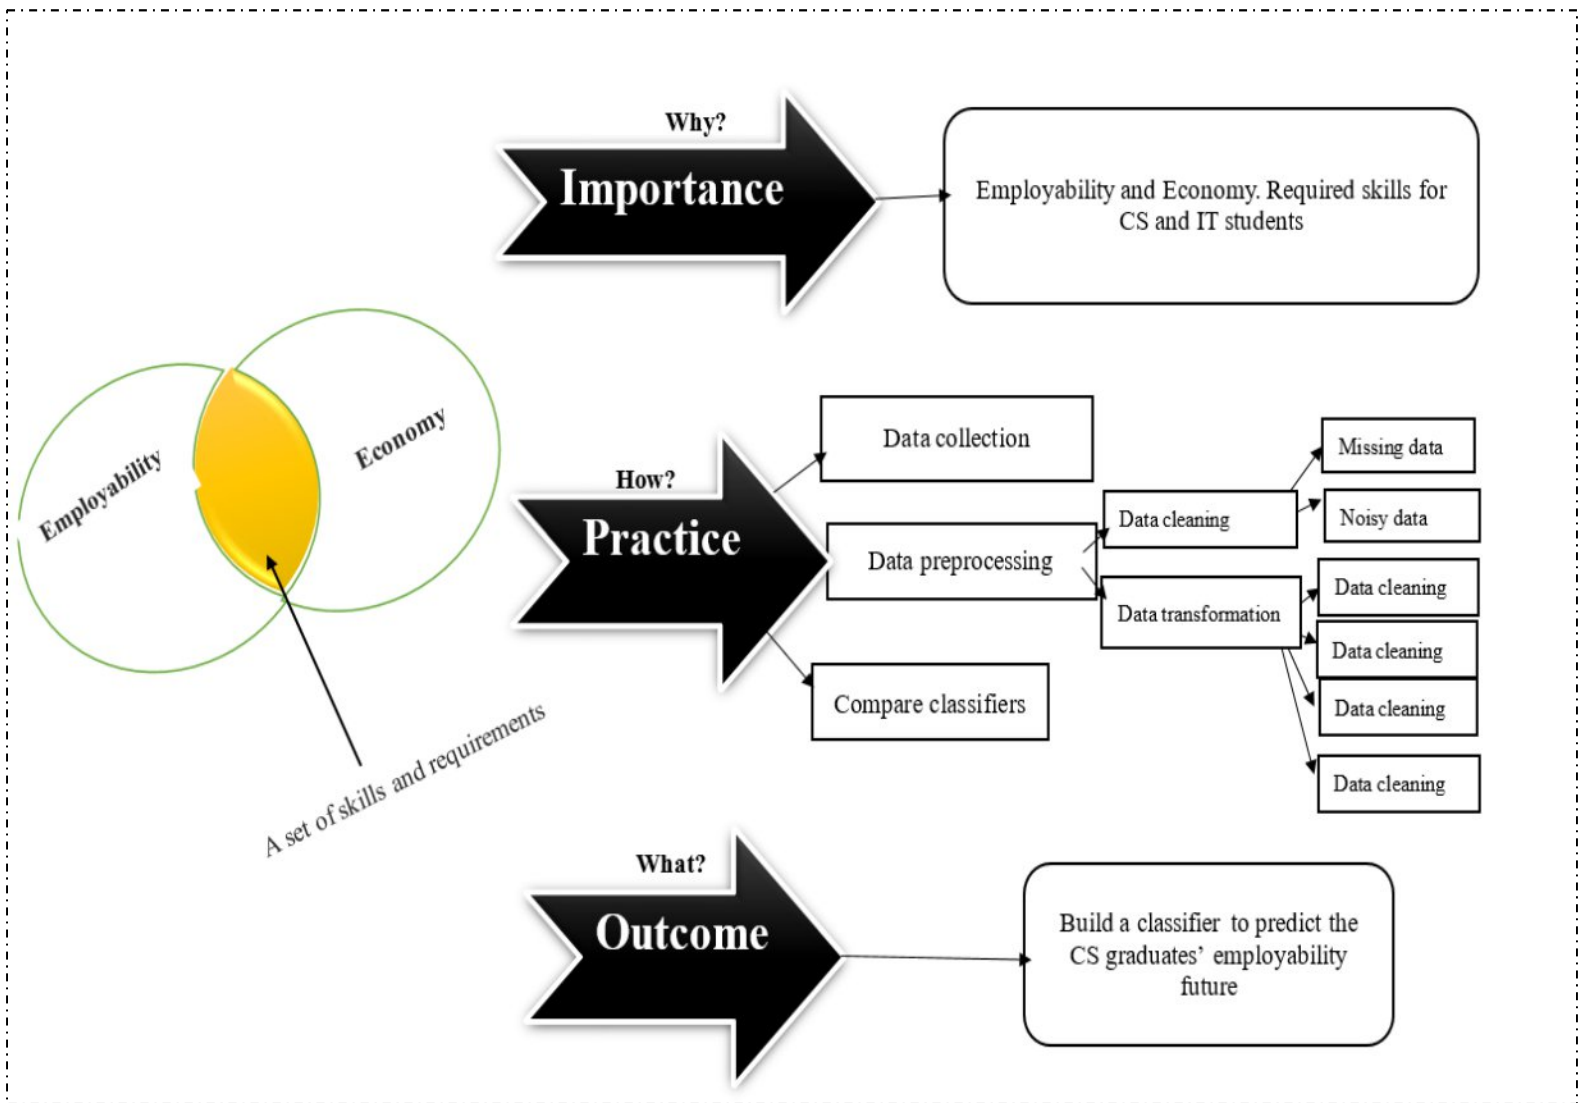 Why?
Importance
Employability and Economy. Required skills for
CS and IT students
Employability
Economy
A set of skills and requirements
How?
Practice
Data collection
Data preprocessing
Compare classifiers
Data cleaning
Data transformation
Missing data
Noisy data
Data cleaning
Data cleaning
Data cleaning
Data cleaning
What?
Outcome
Build a classifier to predict the
CS graduates’ employability
future